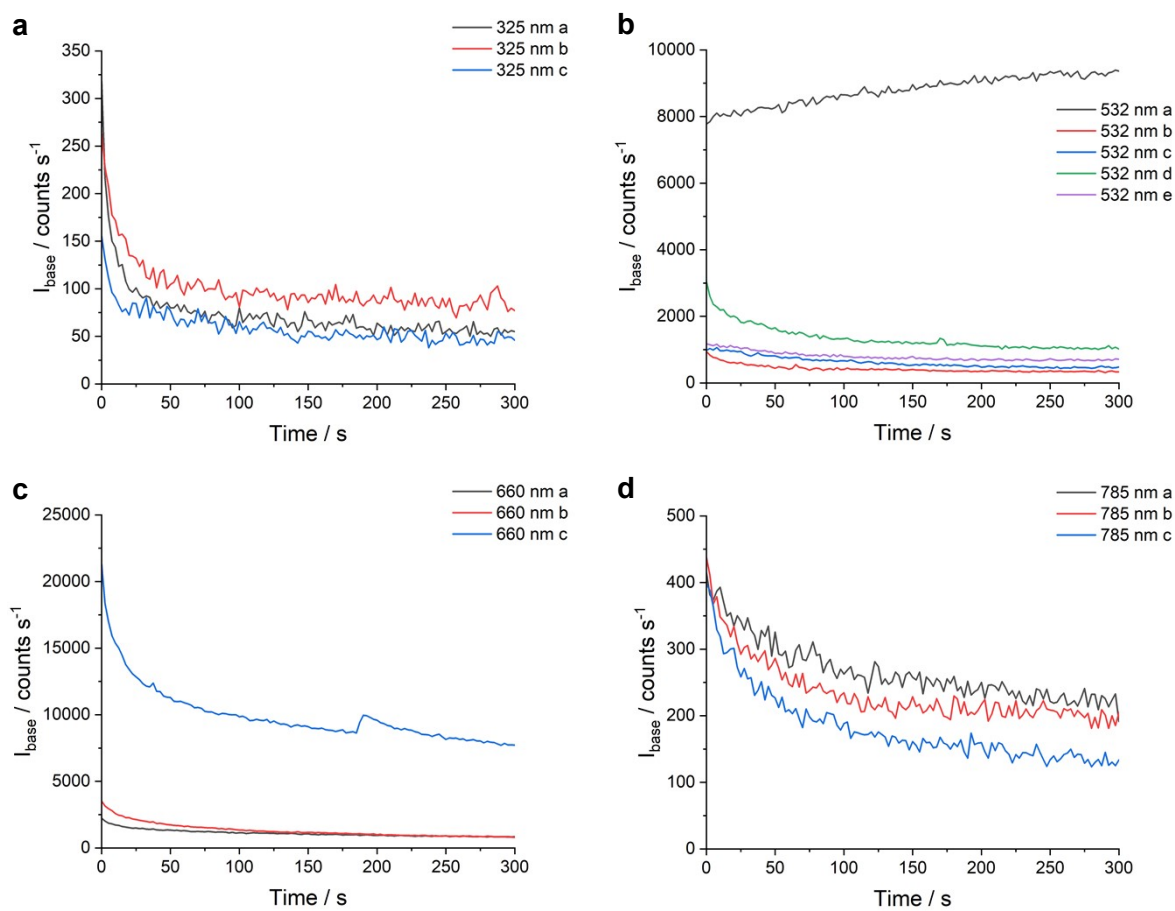 a
325 nm a
325 nm b
325 nm c
350
300
250
200
150
100
50
0
I_base / counts s⁻¹
0 50 100 150 200 250 300
Time / s
b
10000
8000
6000
4000
2000
0
I_base / counts s⁻¹
532 nm a
532 nm b
532 nm c
532 nm d
532 nm e
0 50 100 150 200 250 300
Time / s
c
660 nm a
660 nm b
660 nm c
25000
20000
15000
10000
5000
0
I_base / counts s⁻¹
0 50 100 150 200 250 300
Time / s
d
785 nm a
785 nm b
785 nm c
500
400
300
200
100
0
I_base / counts s⁻¹
0 50 100 150 200 250 300
Time / s